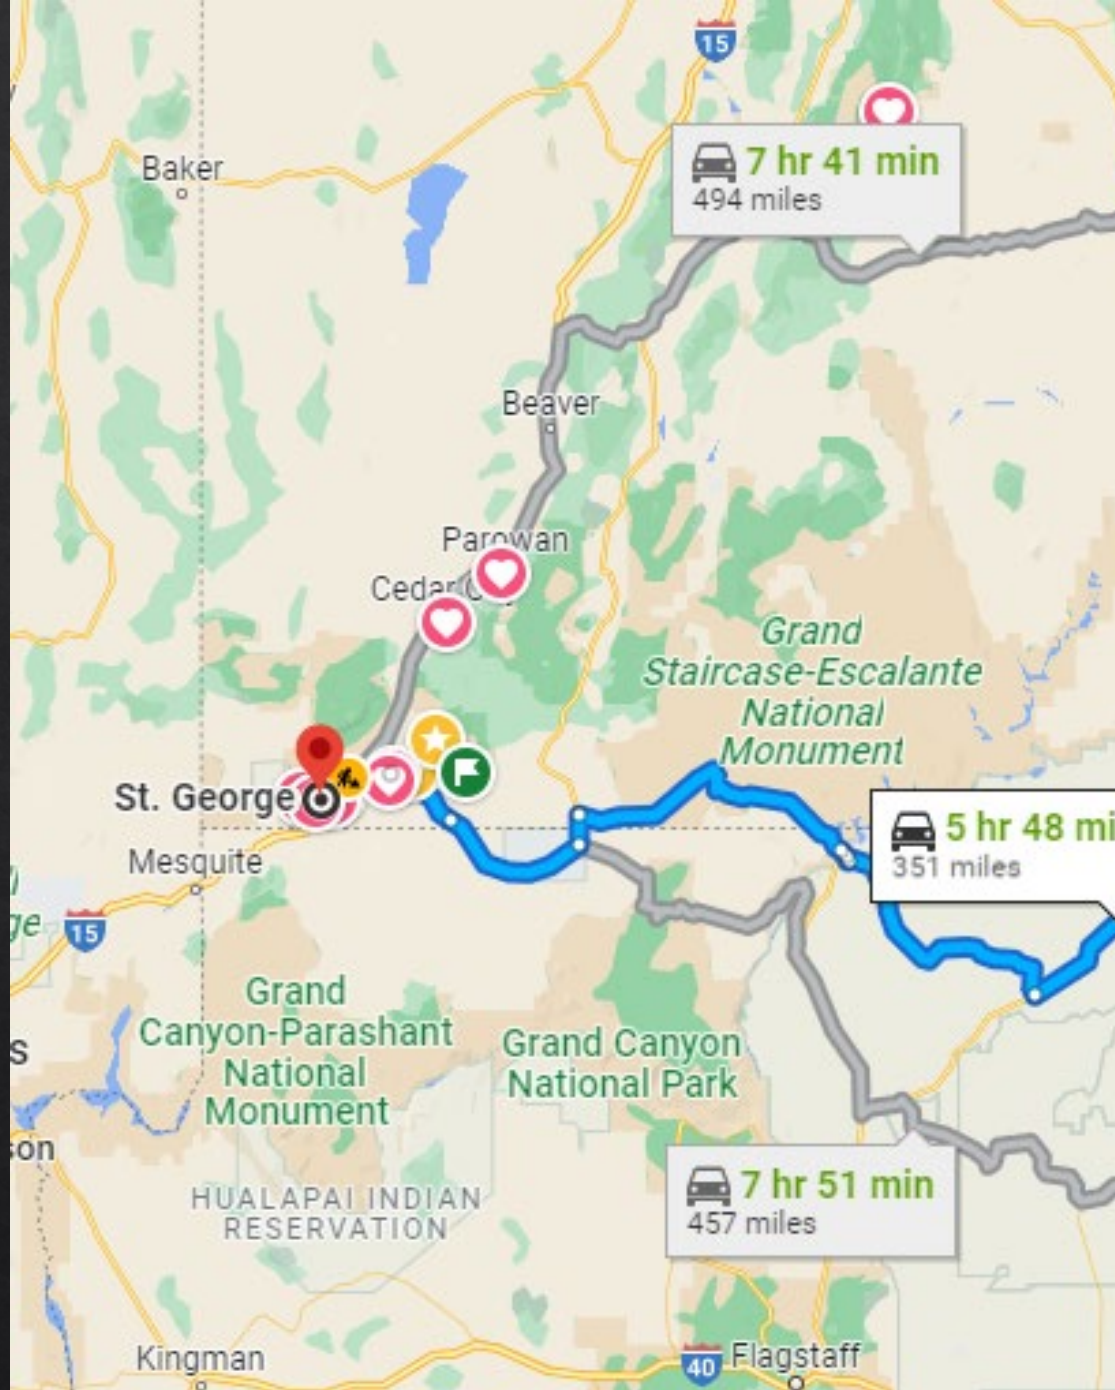 15
7 hr 41 min
494 miles
Baker
Beaver
Parowan
Cedar
Grand
Staircase-Escalante
National
Monument
St. George
5 hr 48 mi
351 miles
Mesquite
15
ge
Grand
Canyon-Parashant
National
Monument
Grand Canyon
National Park
s
son
HUALAPAI INDIAN
RESERVATION
7 hr 51 min
457 miles
Kingman
40
Flagstaff